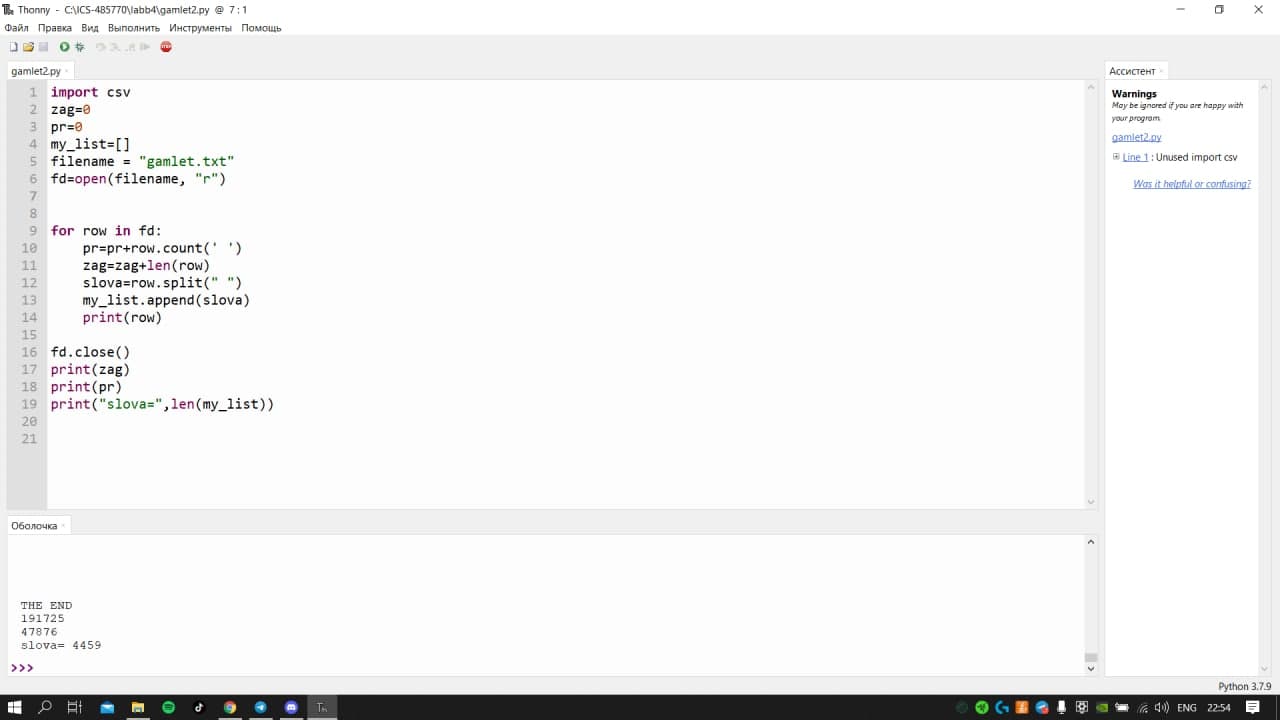 Thonny - C:\ICS-485770\labb4\gamlet2.py @ 7 : 1
Файл Правка Вид Выполнить Инструменты Помощь
gamlet2.py
1 import csv
2 zag=0
3 pr=0
4 my_list=[]
5 filename = "gamlet.txt"
6 fd=open(filename, "r")
7
8
9 for row in fd:
10 pr=pr+row.count(' ')
11 zag=zag+len(row)
12 slova=row.split(" ")
13 my_list.append(slova)
14 print(row)
15
16 fd.close()
17 print(zag)
18 print(pr)
19 print("slova=",len(my_list))
20
21
Ассистент
Warnings
May be ignored if you are happy with
your program.
gamlet2.py
Line 1 : Unused import csv
Was it helpful or confusing?
Оболочка
THE END
191725
47876
slova= 4459
>>>
Python 3.7.9
ENG 22:54